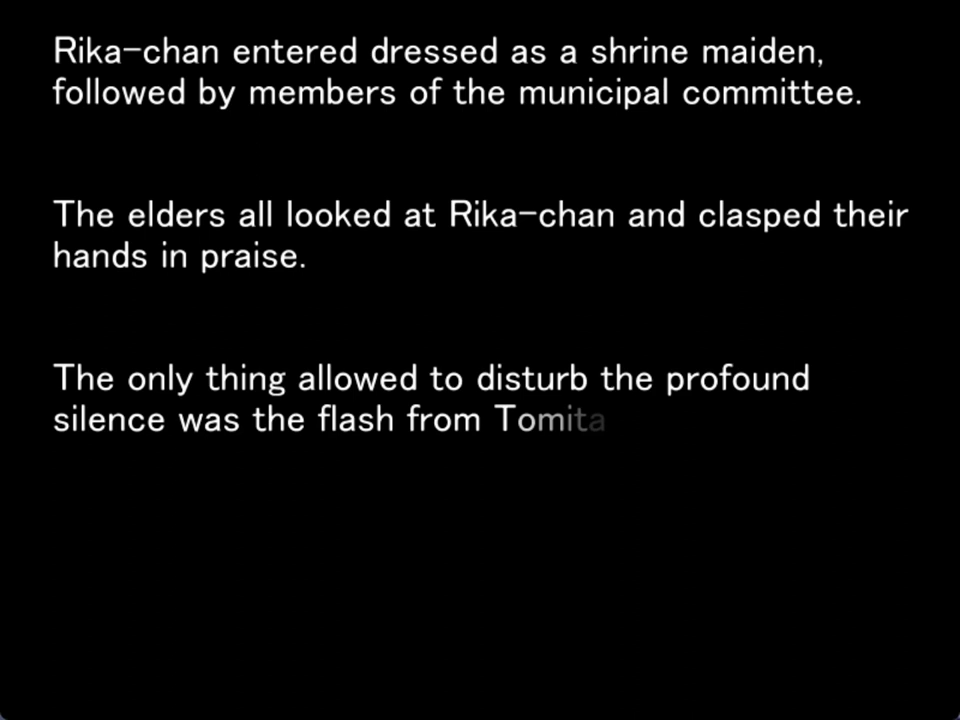 Rika-chan entered dressed as a shrine maiden,
followed by members of the municipal committee.
The elders all looked at Rika-chan and clasped their
hands in praise.
The only thing allowed to disturb the profound
silence was the flash from Tomita